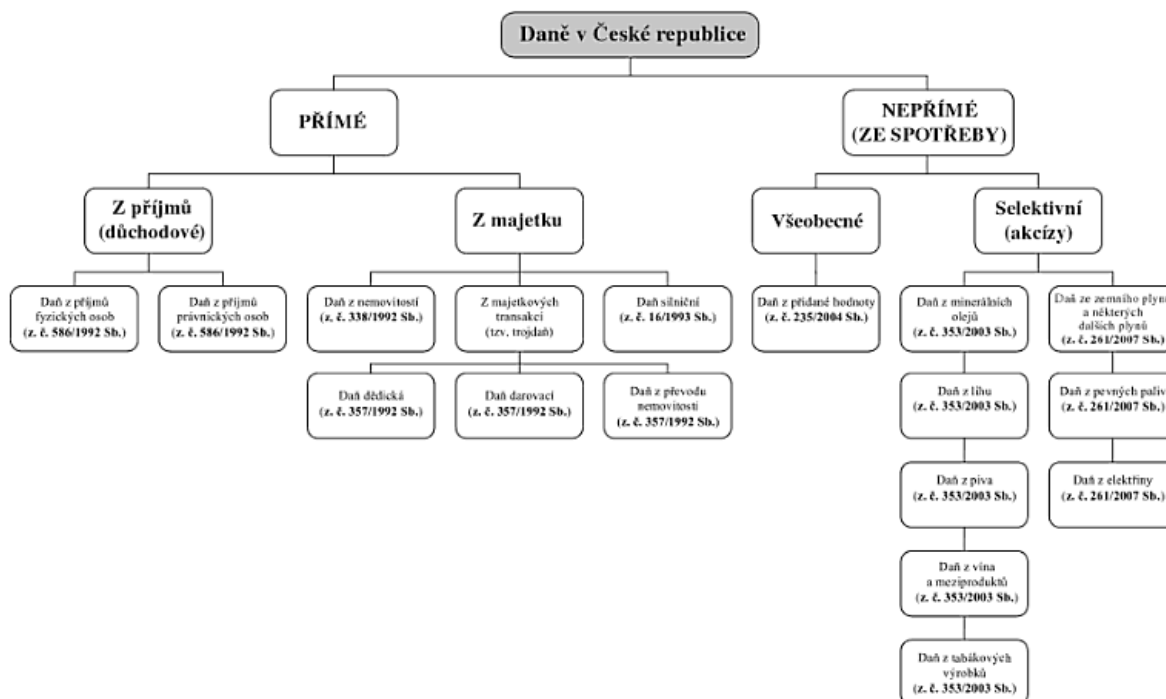 Daně v České republice
PŘÍMÉ
NEPŘÍMÉ
(ZE SPOTŘEBY)
Z příjmů
(důchodové)
Z majetku
Všeobecné
Selektivní
(akcízy)
Daň z příjmů
fyzických osob
(z. č. 586/1992 Sb.)
Daň z příjmů
právnických osob
(z. č. 586/1992 Sb.)
Daň z nemovitostí
(z. č. 338/1992 Sb.)
Z majetkových
transakcí
(tzv. trojdaň)
Daň silniční
(z. č. 16/1993 Sb.)
Daň z přidané hodnoty
(z. č. 235/2004 Sb.)
Daň z minerálních
olejů
(z. č. 353/2003 Sb.)
Daň ze zemního plynu
a některých
dalších plynů
(z. č. 261/2007 Sb.)
Daň dědická
(z. č. 357/1992 Sb.)
Daň darovací
(z. č. 357/1992 Sb.)
Daň z převodu
nemovitostí
(z. č. 357/1992 Sb.)
Daň z lihu
(z. č. 353/2003 Sb.)
Daň z pevných paliv
(z. č. 261/2007 Sb.)
Daň z piva
(z. č. 353/2003 Sb.)
Daň z elektřiny
(z. č. 261/2007 Sb.)
Daň z vína
a meziproduktů
(z. č. 353/2003 Sb.)
Daň z tabákových
výrobků
(z. č. 353/2003 Sb.)